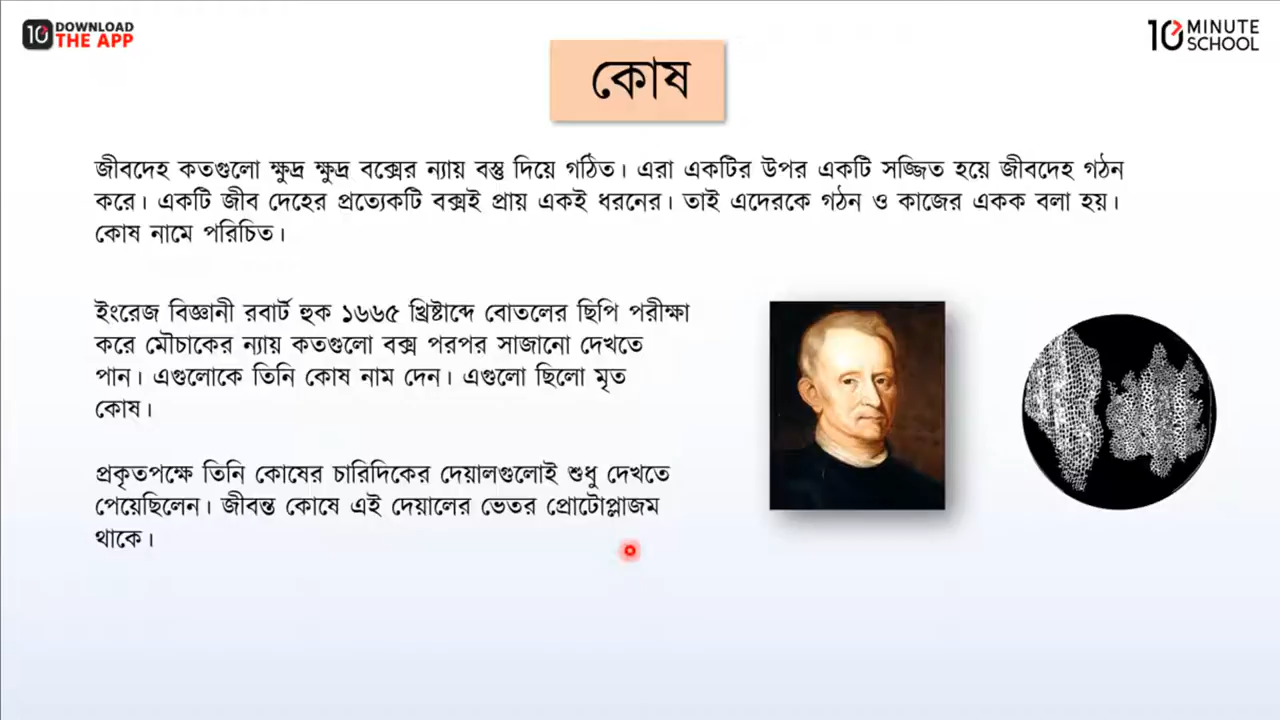 10 DOWNLOAD
THE APP
10 MINUTE
SCHOOL
কোষ
জীবদেহ কতগুলো ক্ষুদ্র ক্ষুদ্র বক্সের ন্যায় বস্তু দিয়ে গঠিত। এরা একটির উপর একটি সজ্জিত হয়ে জীবদেহ গঠন
করে। একটি জীব দেহের প্রত্যেকটি বক্সই প্রায় একই ধরনের। তাই এদেরকে গঠন ও কাজের একক বলা হয়।
কোষ নামে পরিচিত।
ইংরেজ বিজ্ঞানী রবার্ট হুক ১৬৬৫ খ্রিষ্টাব্দে বোতলের ছিপি পরীক্ষা
করে মৌচাকের ন্যায় কতগুলো বক্স পরপর সাজানো দেখতে
পান। এগুলোকে তিনি কোষ নাম দেন। এগুলো ছিলো মৃত
কোষ।
প্রকৃতপক্ষে তিনি কোষের চারিদিকের দেয়ালগুলোই শুধু দেখতে
পেয়েছিলেন। জীবন্ত কোষে এই দেয়ালের ভেতর প্রোটোপ্লাজম
থাকে।